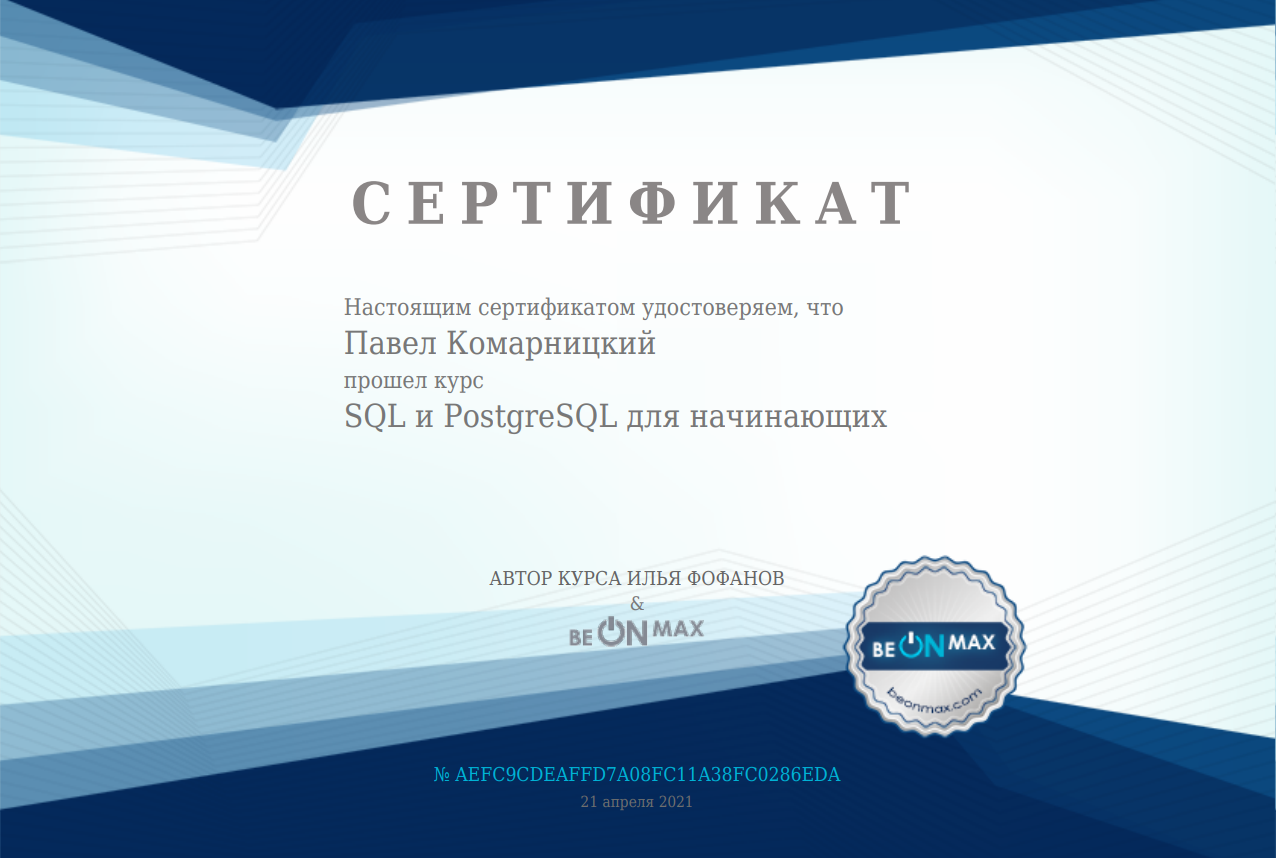 СЕРТИФИКАТ
Настоящим сертификатом удостоверяем, что
Павел Комарницкий
прошел курс
SQL и PostgreSQL для начинающих
АВТОР КУРСА ИЛЬЯ ФОФАНОВ
&
BE ON MAX
BE ON MAX
beonmax.com
№ AEFC9CDEAFFD7A08FC11A38FC0286EDA
21 апреля 2021